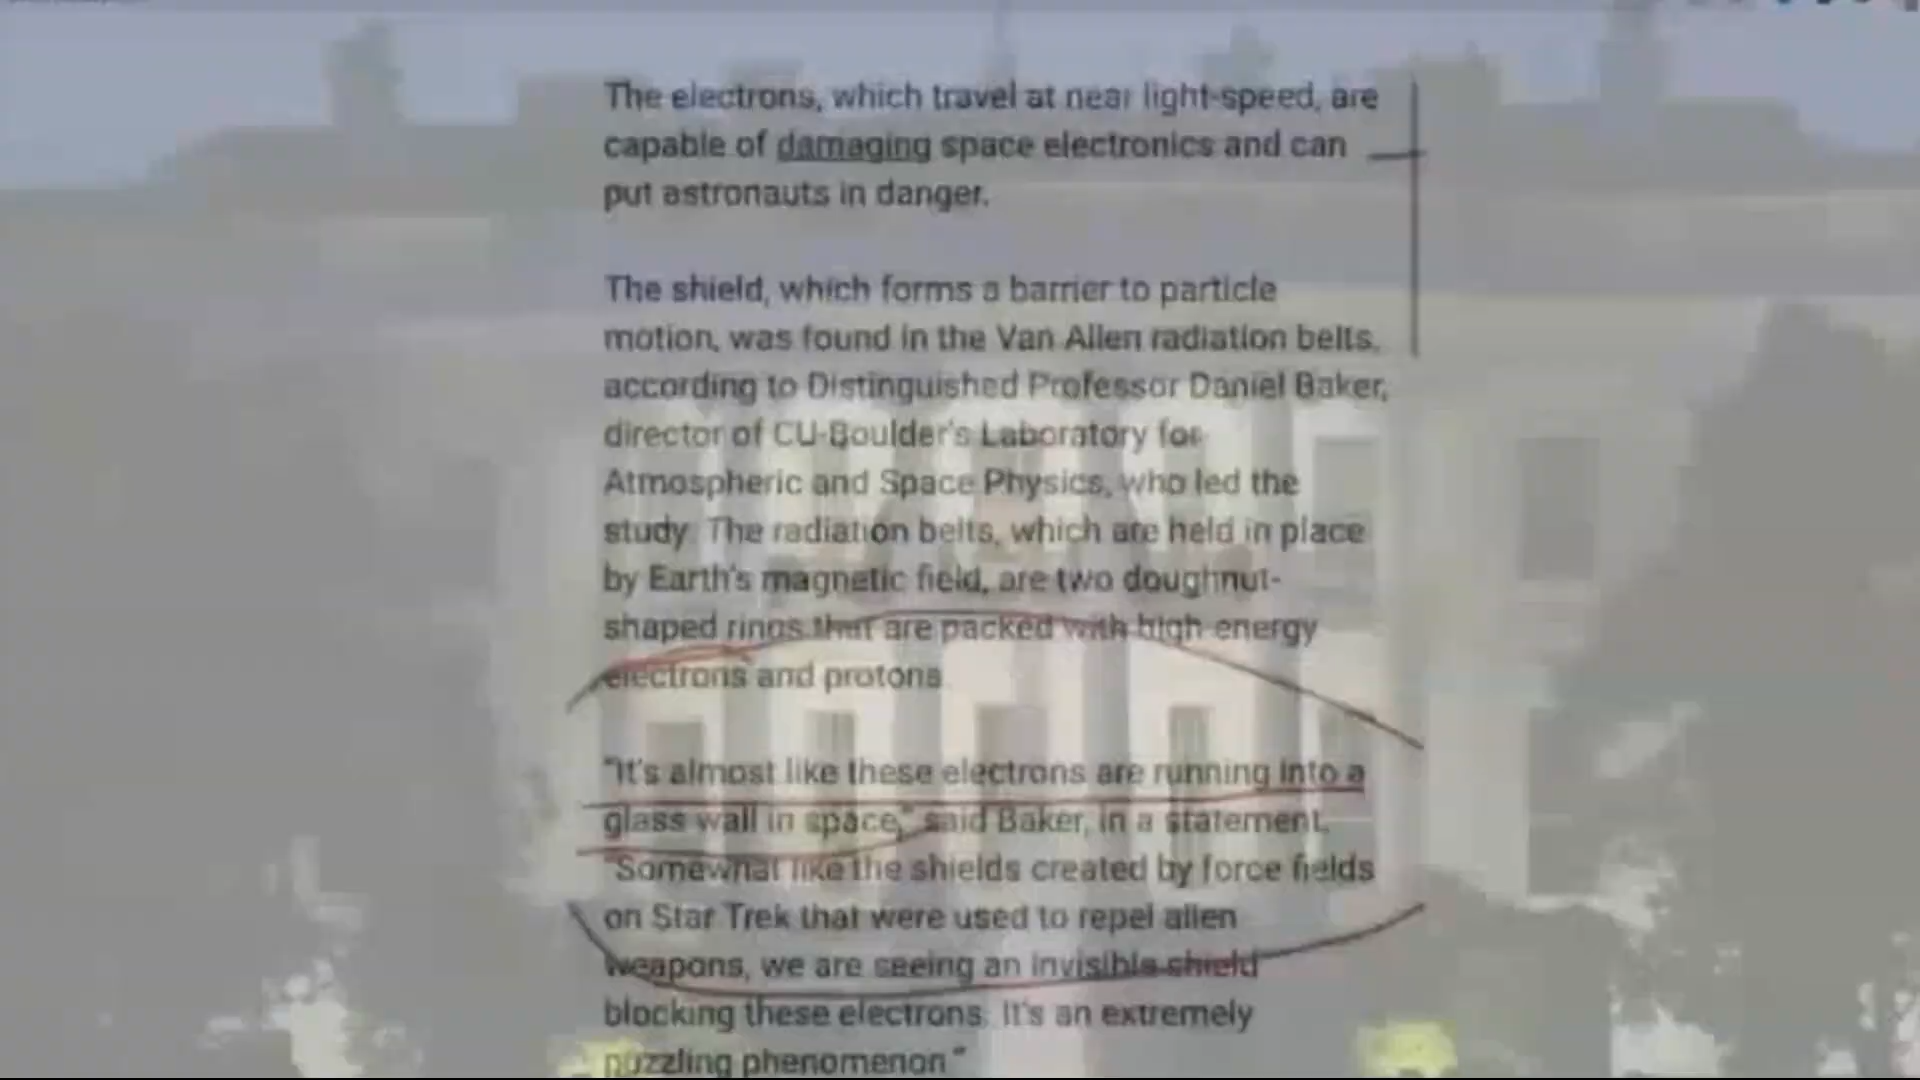 The electrons, which travel at near light-speed, are
capable of damaging space electronics and can
put astronauts in danger.
The shield, which forms a barrier to particle
motion, was found in the Van Allen radiation belts,
according to Distinguished Professor Daniel Baker,
director of CU-Boulder's Laboratory for
Atmospheric and Space Physics, who led the
study. The radiation belts, which are held in place
by Earth's magnetic field, are two doughnut-
shaped rings that are packed with high-energy
electrons and protons.
"It's almost like these electrons are running into a
glass wall in space," said Baker, in a statement.
"Somewhat like the shields created by force fields
on Star Trek that were used to repel alien
weapons, we are seeing an invisible shield
blocking these electrons. It's an extremely
puzzling phenomenon."